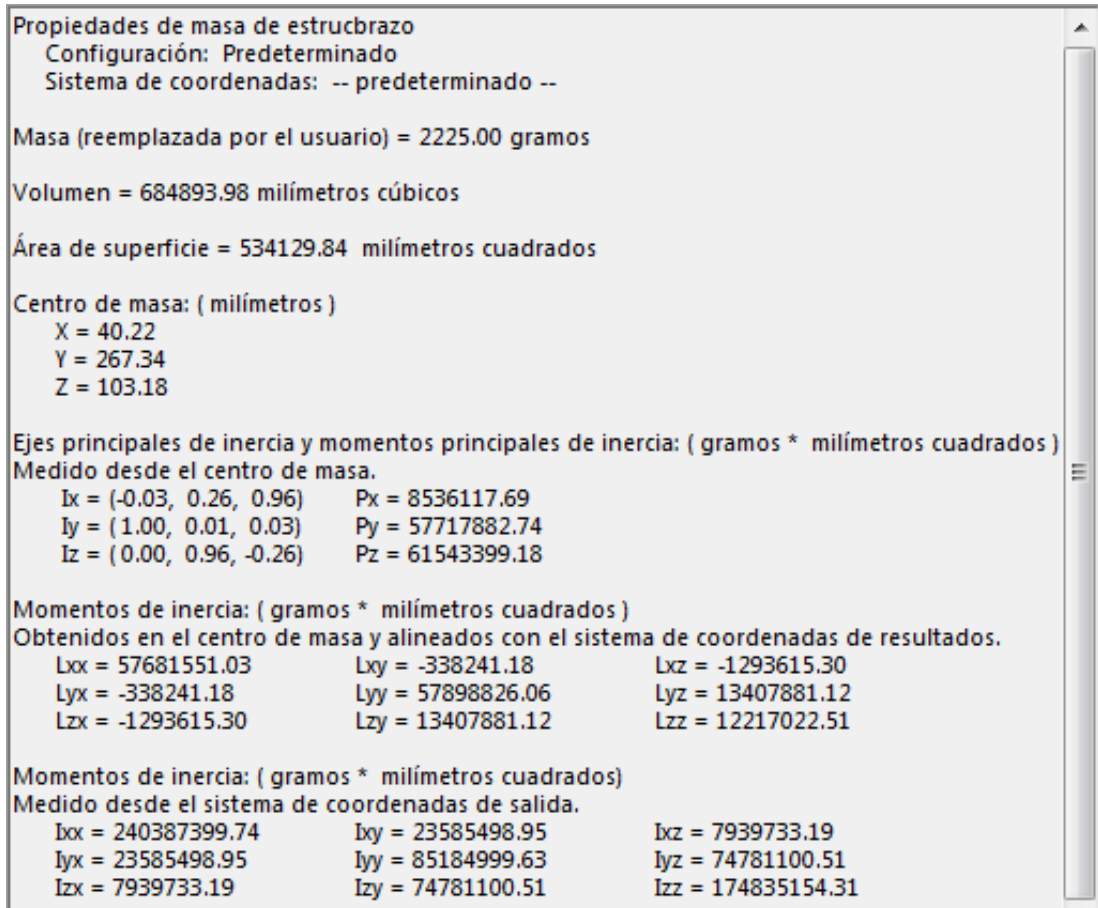 Propiedades de masa de estrucbrazo
Configuración: Predeterminado
Sistema de coordenadas: -- predeterminado --
Masa (reemplazada por el usuario) = 2225.00 gramos
Volumen = 684893.98 milímetros cúbicos
Área de superficie = 534129.84 milímetros cuadrados
Centro de masa: ( milímetros )
X = 40.22
Y = 267.34
Z = 103.18
Ejes principales de inercia y momentos principales de inercia: ( gramos * milímetros cuadrados )
Medido desde el centro de masa.
Ix = (-0.03, 0.26, 0.96) Px = 8536117.69
Iy = ( 1.00, 0.01, 0.03) Py = 57717882.74
Iz = ( 0.00, 0.96, -0.26) Pz = 61543399.18
Momentos de inercia: ( gramos * milímetros cuadrados )
Obtenidos en el centro de masa y alineados con el sistema de coordenadas de resultados.
Lxx = 57681551.03 Lxy = -338241.18 Lxz = -1293615.30
Lyx = -338241.18 Lyy = 57898826.06 Lyz = 13407881.12
Lzx = -1293615.30 Lzy = 13407881.12 Lzz = 12217022.51
Momentos de inercia: ( gramos * milímetros cuadrados)
Medido desde el sistema de coordenadas de salida.
Ixx = 240387399.74 Ixy = 23585498.95 Ixz = 7939733.19
Iyx = 23585498.95 Iyy = 85184999.63 Iyz = 74781100.51
Izx = 7939733.19 Izy = 74781100.51 Izz = 174835154.31